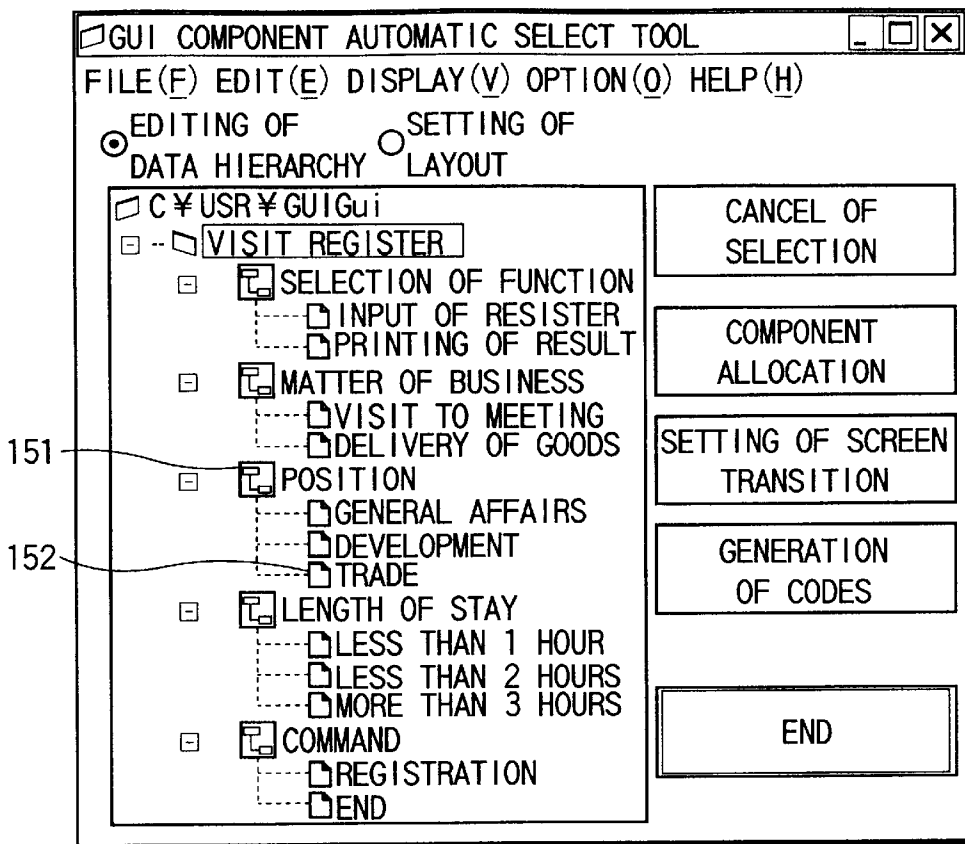 GUI COMPONENT AUTOMATIC SELECT TOOL
FILE(F) EDIT(E) DISPLAY(V) OPTION(O) HELP(H)
EDITING OF
DATA HIERARCHY
SETTING OF
LAYOUT
C¥USR¥GUIGui
VISIT REGISTER
SELECTION OF FUNCTION
INPUT OF RESISTER
PRINTING OF RESULT
MATTER OF BUSINESS
VISIT TO MEETING
DELIVERY OF GOODS
151
POSITION
GENERAL AFFAIRS
DEVELOPMENT
152
TRADE
LENGTH OF STAY
LESS THAN 1 HOUR
LESS THAN 2 HOURS
MORE THAN 3 HOURS
COMMAND
REGISTRATION
END
CANCEL OF
SELECTION
COMPONENT
ALLOCATION
SETTING OF SCREEN
TRANSITION
GENERATION
OF CODES
END